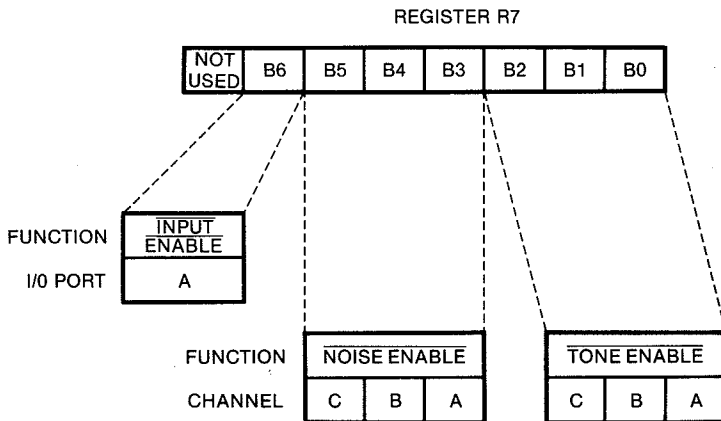 REGISTER R7
NOT USED B6 B5 B4 B3 B2 B1 B0
FUNCTION INPUT ENABLE
I/0 PORT A
FUNCTION NOISE ENABLE TONE ENABLE
CHANNEL C B A C B A